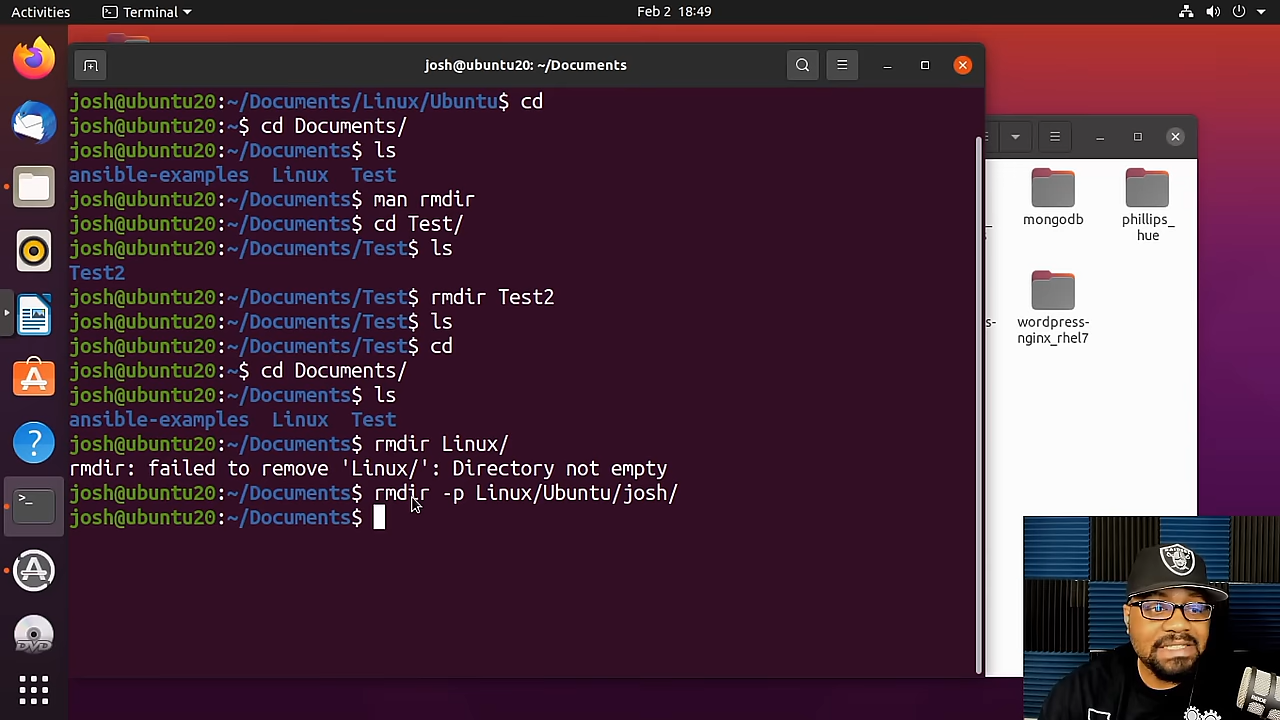 Activities
Terminal
Feb 2 18:49
josh@ubuntu20: ~/Documents
josh@ubuntu20:~/Documents/Linux/Ubuntu$ cd
josh@ubuntu20:~$ cd Documents/
josh@ubuntu20:~/Documents$ ls
ansible-examples Linux Test
josh@ubuntu20:~/Documents$ man rmdir
josh@ubuntu20:~/Documents$ cd Test/
josh@ubuntu20:~/Documents/Test$ ls
Test2
josh@ubuntu20:~/Documents/Test$ rmdir Test2
josh@ubuntu20:~/Documents/Test$ ls
josh@ubuntu20:~/Documents/Test$ cd
josh@ubuntu20:~$ cd Documents/
josh@ubuntu20:~/Documents$ ls
ansible-examples Linux Test
josh@ubuntu20:~/Documents$ rmdir Linux/
rmdir: failed to remove 'Linux/': Directory not empty
josh@ubuntu20:~/Documents$ rmdir -p Linux/Ubuntu/josh/
josh@ubuntu20:~/Documents$
mongodb
phillips_
hue
wordpress-
nginx_rhel7
DVD
RAIDERS